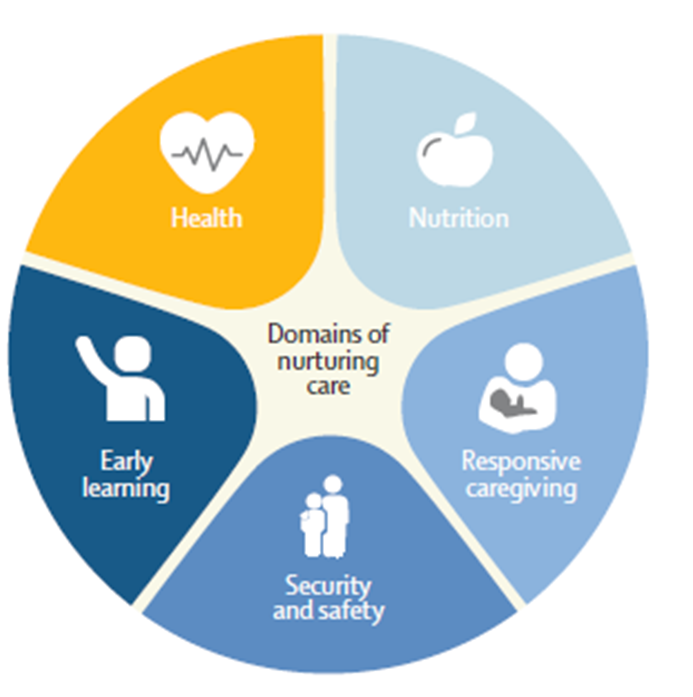 Health
Nutrition
Domains of
nurturing
care
Early
learning
Responsive
caregiving
Security
and safety